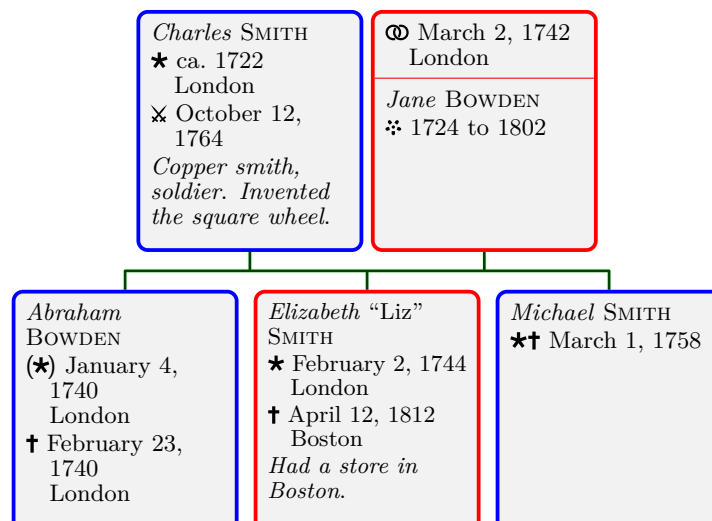 Charles SMITH
★ ca. 1722
London
⚔ October 12,
1764
Copper smith,
soldier. Invented
the square wheel.
⚭ March 2, 1742
London
Jane BOWDEN
⁘ 1724 to 1802
Abraham
BOWDEN
(★) January 4,
1740
London
✝ February 23,
1740
London
Elizabeth “Liz”
SMITH
★ February 2, 1744
London
✝ April 12, 1812
Boston
Had a store in
Boston.
Michael SMITH
★✝ March 1, 1758